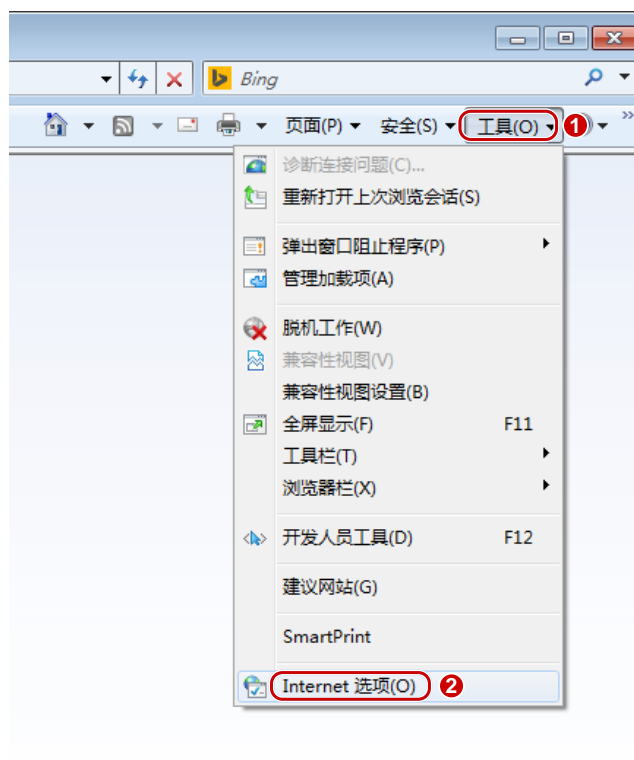 Bing
页面(P) 安全(S) 工具(O) 1 »
诊断连接问题(C)...
重新打开上次浏览会话(S)
弹出窗口阻止程序(P)
管理加载项(A)
脱机工作(W)
兼容性视图(V)
兼容性视图设置(B)
全屏显示(F) F11
工具栏(T)
浏览器栏(X)
开发人员工具(D) F12
建议网站(G)
SmartPrint
Internet 选项(O) 2